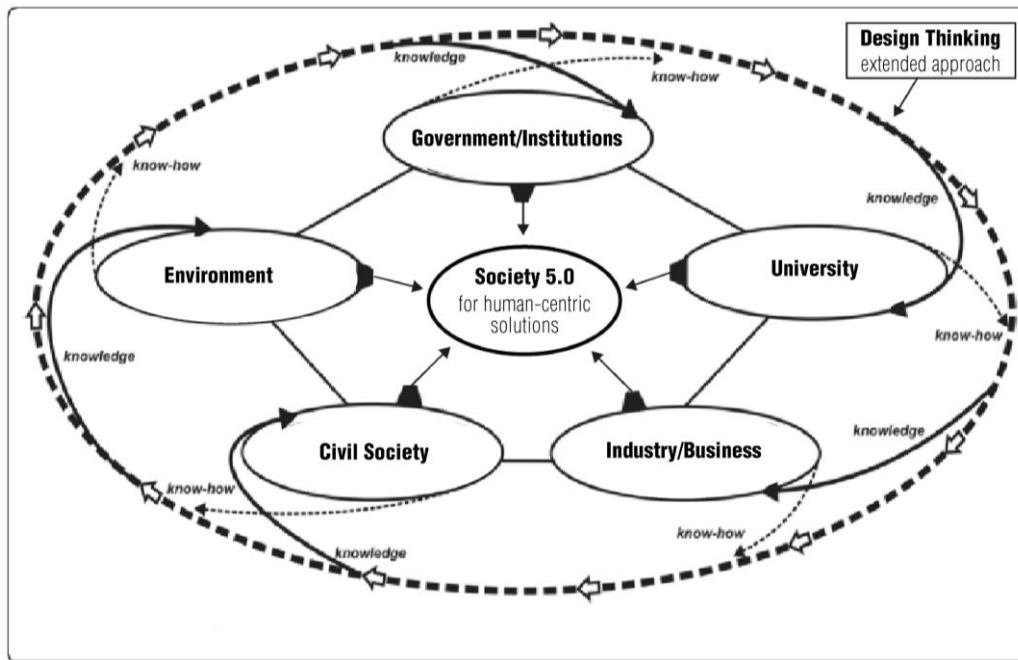 Design Thinking
extended approach
knowledge
know-how
Government/Institutions
know-how
knowledge
Environment
Society 5.0
for human-centric
solutions
University
know-how
knowledge
knowledge
Civil Society
Industry/Business
know-how
know-how
knowledge